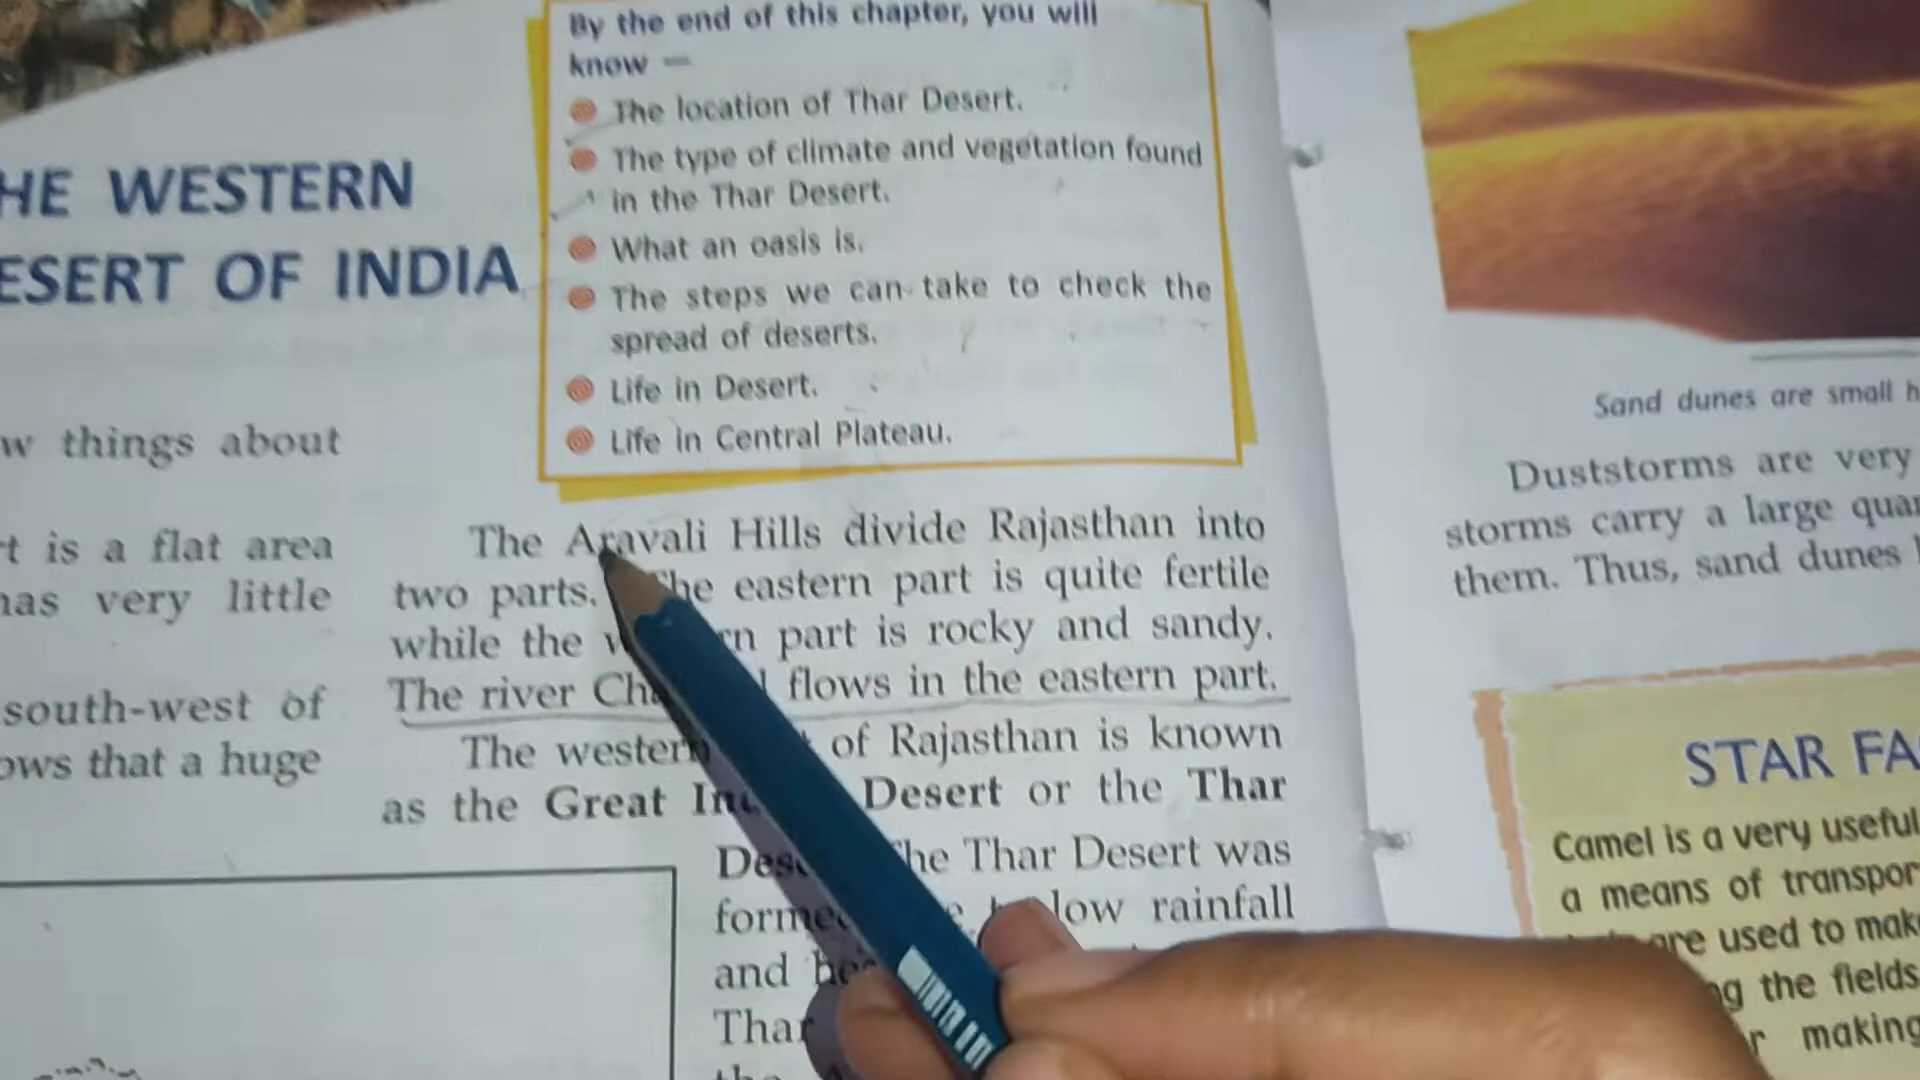 By the end of this chapter, you will
know —
The location of Thar Desert.
The type of climate and vegetation found
in the Thar Desert.
What an oasis is.
The steps we can take to check the
spread of deserts.
Life in Desert.
Life in Central Plateau.
HE WESTERN
ESERT OF INDIA
w things about
t is a flat area
has very little
south-west of
ows that a huge
The Aravali Hills divide Rajasthan into
two parts. The eastern part is quite fertile
while the part is rocky and sandy.
The river flows in the eastern part.
The western of Rajasthan is known
as the Great Desert or the Thar
The Thar Desert was
low rainfall
and
Thar
the
Sand dunes are small h
Duststorms are very
storms carry a large quan
them. Thus, sand dunes
STAR FA
Camel is a very useful
a means of transpor
are used to mak
the fields
making